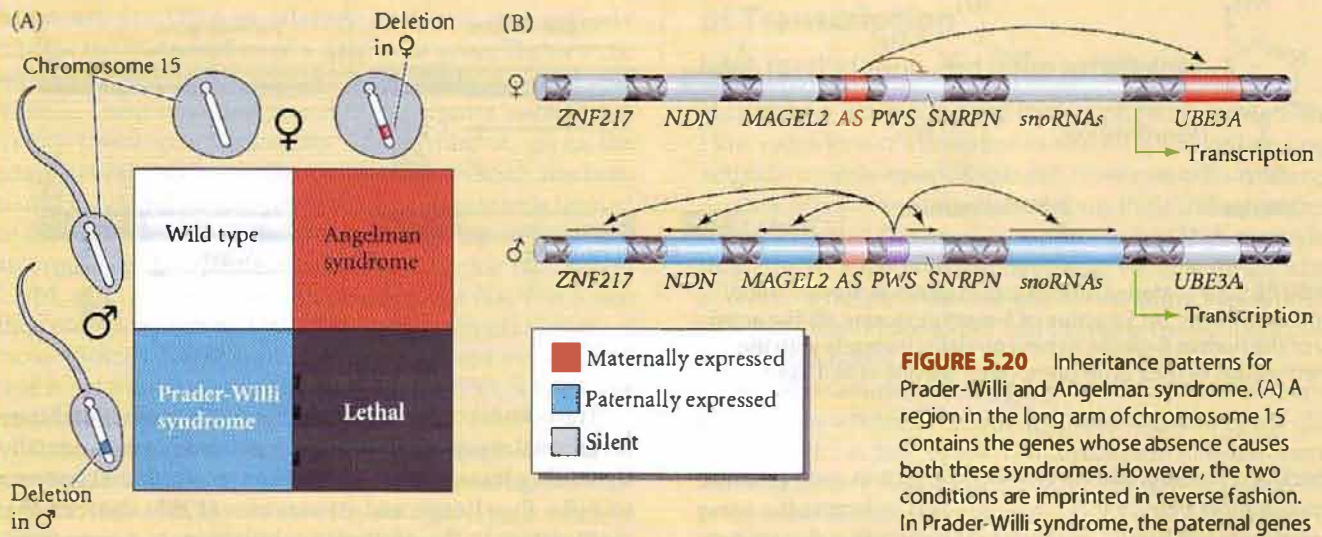 (A)
Chromosome 15
Deletion
in ♀
♀
Wild type
Angelman
syndrome
♂
Prader-Willi
syndrome
Lethal
Deletion
in ♂
(B)
♀
ZNF217 NDN MAGEL2 AS PWS SNRPN snoRNAs UBE3A
Transcription
♂
ZNF217 NDN MAGEL2 AS PWS SNRPN snoRNAs UBE3A
Transcription
Maternally expressed
Paternally expressed
Silent
FIGURE 5.20 Inheritance patterns for
Prader-Willi and Angelman syndrome. (A) A
region in the long arm of chromosome 15
contains the genes whose absence causes
both these syndromes. However, the two
conditions are imprinted in reverse fashion.
In Prader-Willi syndrome, the paternal genes